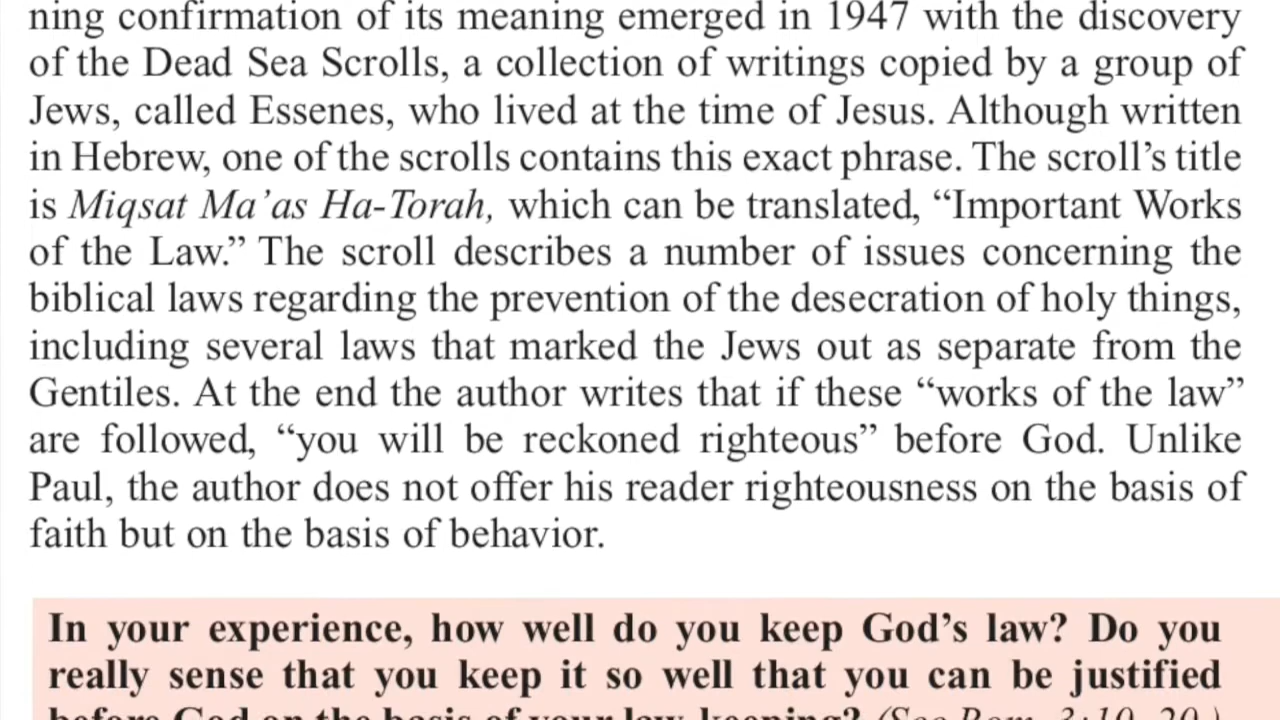 ning confirmation of its meaning emerged in 1947 with the discovery
of the Dead Sea Scrolls, a collection of writings copied by a group of
Jews, called Essenes, who lived at the time of Jesus. Although written
in Hebrew, one of the scrolls contains this exact phrase. The scroll’s title
is Miqsat Ma’as Ha-Torah, which can be translated, “Important Works
of the Law.” The scroll describes a number of issues concerning the
biblical laws regarding the prevention of the desecration of holy things,
including several laws that marked the Jews out as separate from the
Gentiles. At the end the author writes that if these “works of the law”
are followed, “you will be reckoned righteous” before God. Unlike
Paul, the author does not offer his reader righteousness on the basis of
faith but on the basis of behavior.
In your experience, how well do you keep God’s law? Do you
really sense that you keep it so well that you can be justified
before God on the basis of your law-keeping? (See Rom. 3:10, 20.)